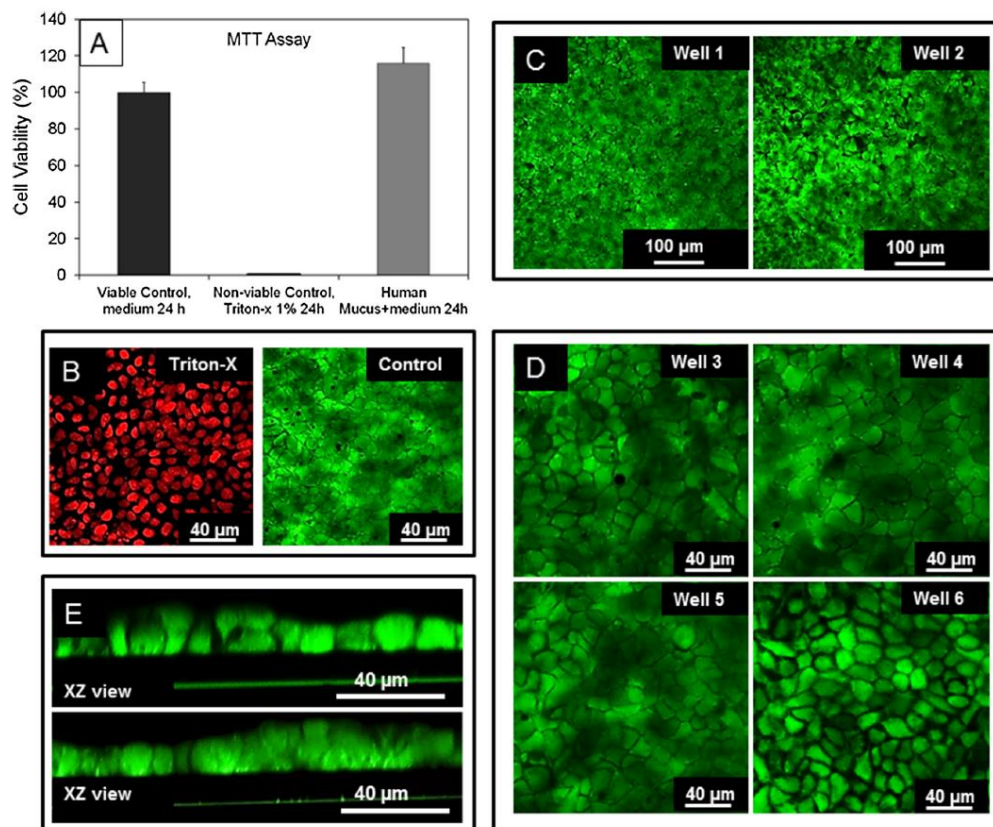 A
MTT Assay
Cell Viability (%)
140
120
100
80
60
40
20
0
Viable Control,
medium 24 h
Non-viable Control,
Triton-x 1% 24h
Human
Mucus+medium 24h
B
Triton-X
40 µm
Control
40 µm
C
Well 1
100 µm
Well 2
100 µm
D
Well 3
40 µm
Well 4
40 µm
Well 5
40 µm
Well 6
40 µm
E
XZ view
40 µm
XZ view
40 µm